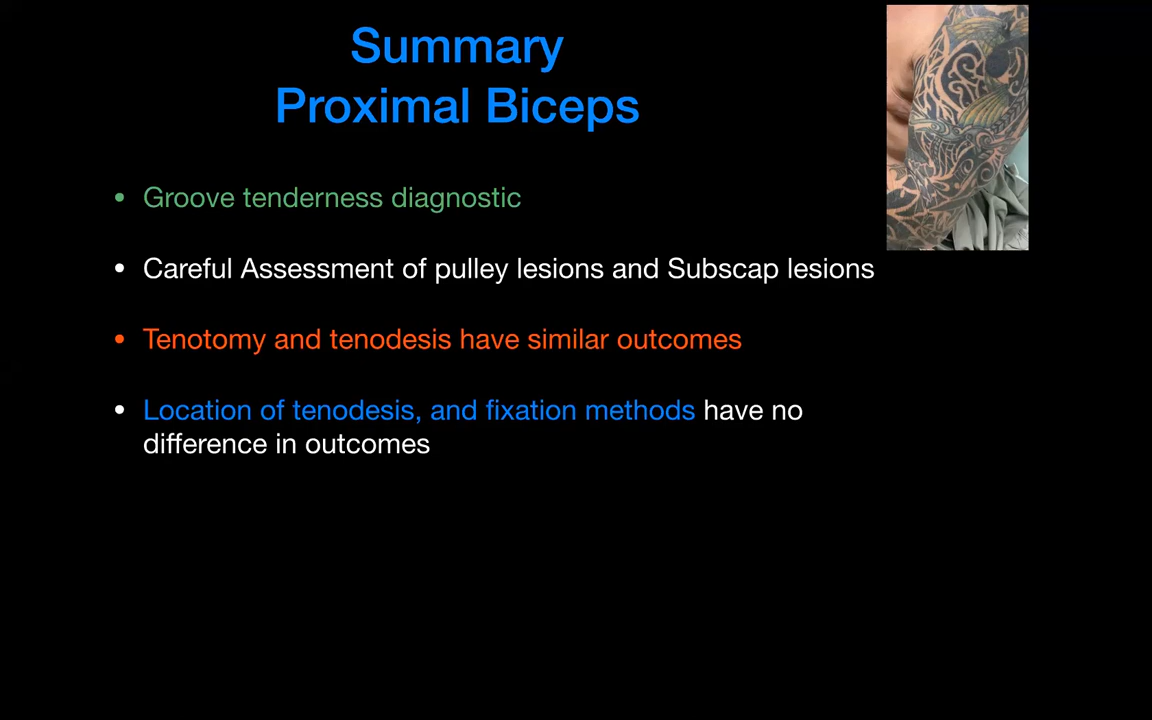 Summary
Proximal Biceps
• Groove tenderness diagnostic
• Careful Assessment of pulley lesions and Subscap lesions
• Tenotomy and tenodesis have similar outcomes
• Location of tenodesis, and fixation methods have no
difference in outcomes